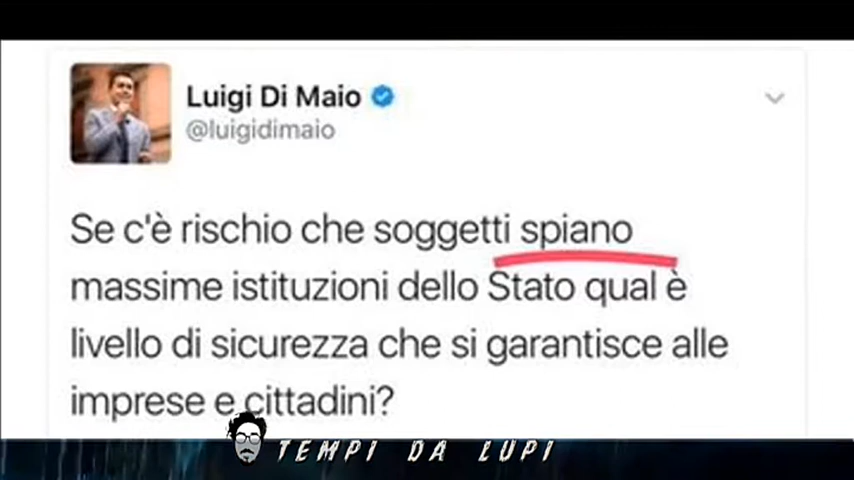 Luigi Di Maio
@luigidimaio
Se c'è rischio che soggetti spiano
massime istituzioni dello Stato qual è
livello di sicurezza che si garantisce alle
imprese e cittadini?
TEMPI DA LUPI